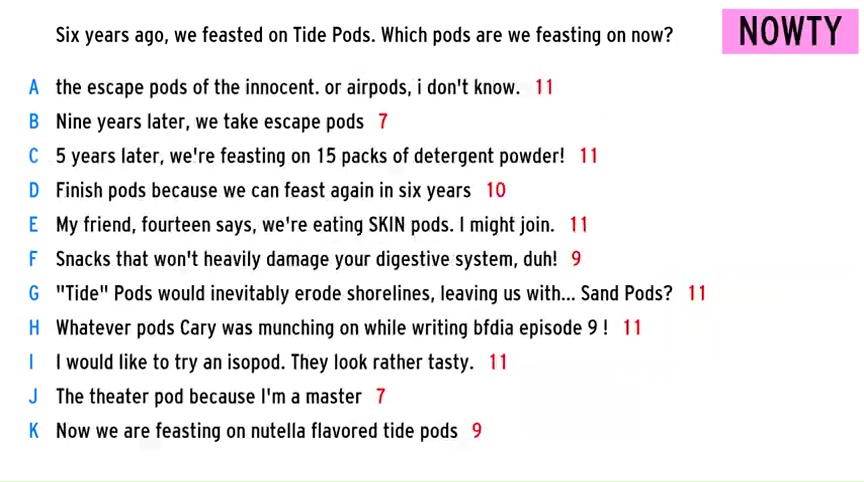 Six years ago, we feasted on Tide Pods. Which pods are we feasting on now?
NOWTY
A the escape pods of the innocent. or airpods, i don't know. 11
B Nine years later, we take escape pods 7
C 5 years later, we're feasting on 15 packs of detergent powder! 11
D Finish pods because we can feast again in six years 10
E My friend, fourteen says, we're eating SKIN pods. I might join. 11
F Snacks that won't heavily damage your digestive system, duh! 9
G "Tide" Pods would inevitably erode shorelines, leaving us with... Sand Pods? 11
H Whatever pods Cary was munching on while writing bfdia episode 9 ! 11
I I would like to try an isopod. They look rather tasty. 11
J The theater pod because I'm a master 7
K Now we are feasting on nutella flavored tide pods 9